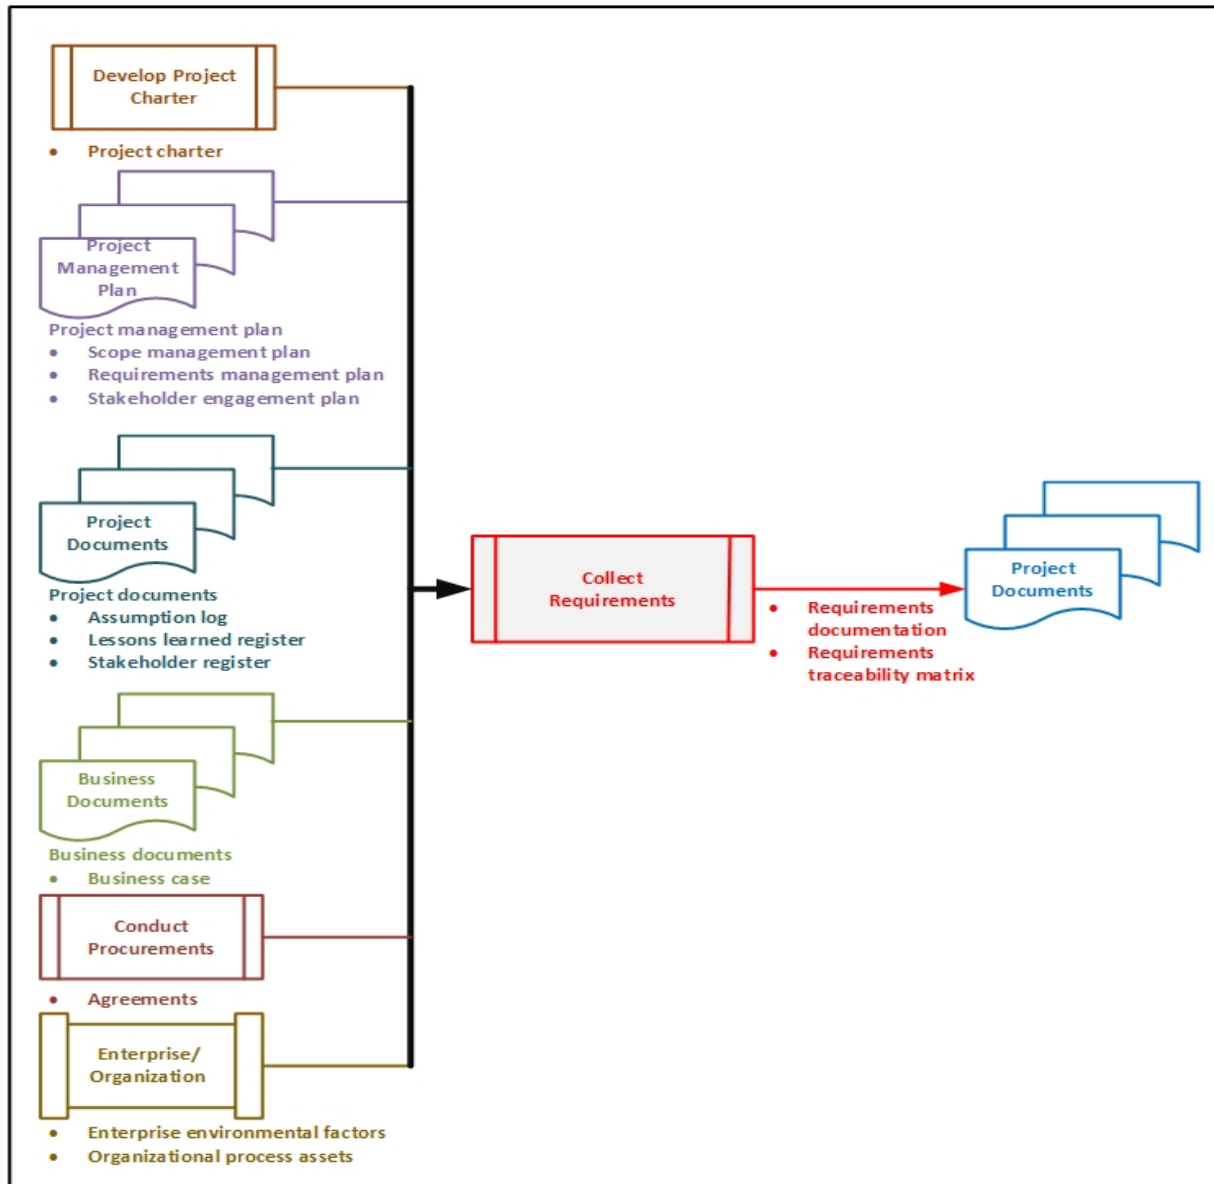 Develop Project
Charter
• Project charter
Project
Management
Plan
Project management plan
• Scope management plan
• Requirements management plan
• Stakeholder engagement plan
Project
Documents
Project documents
• Assumption log
• Lessons learned register
• Stakeholder register
Business
Documents
Business documents
• Business case
Conduct
Procurements
• Agreements
Enterprise/
Organization
• Enterprise environmental factors
• Organizational process assets
Collect
Requirements
• Requirements
documentation
• Requirements
traceability matrix
Project
Documents